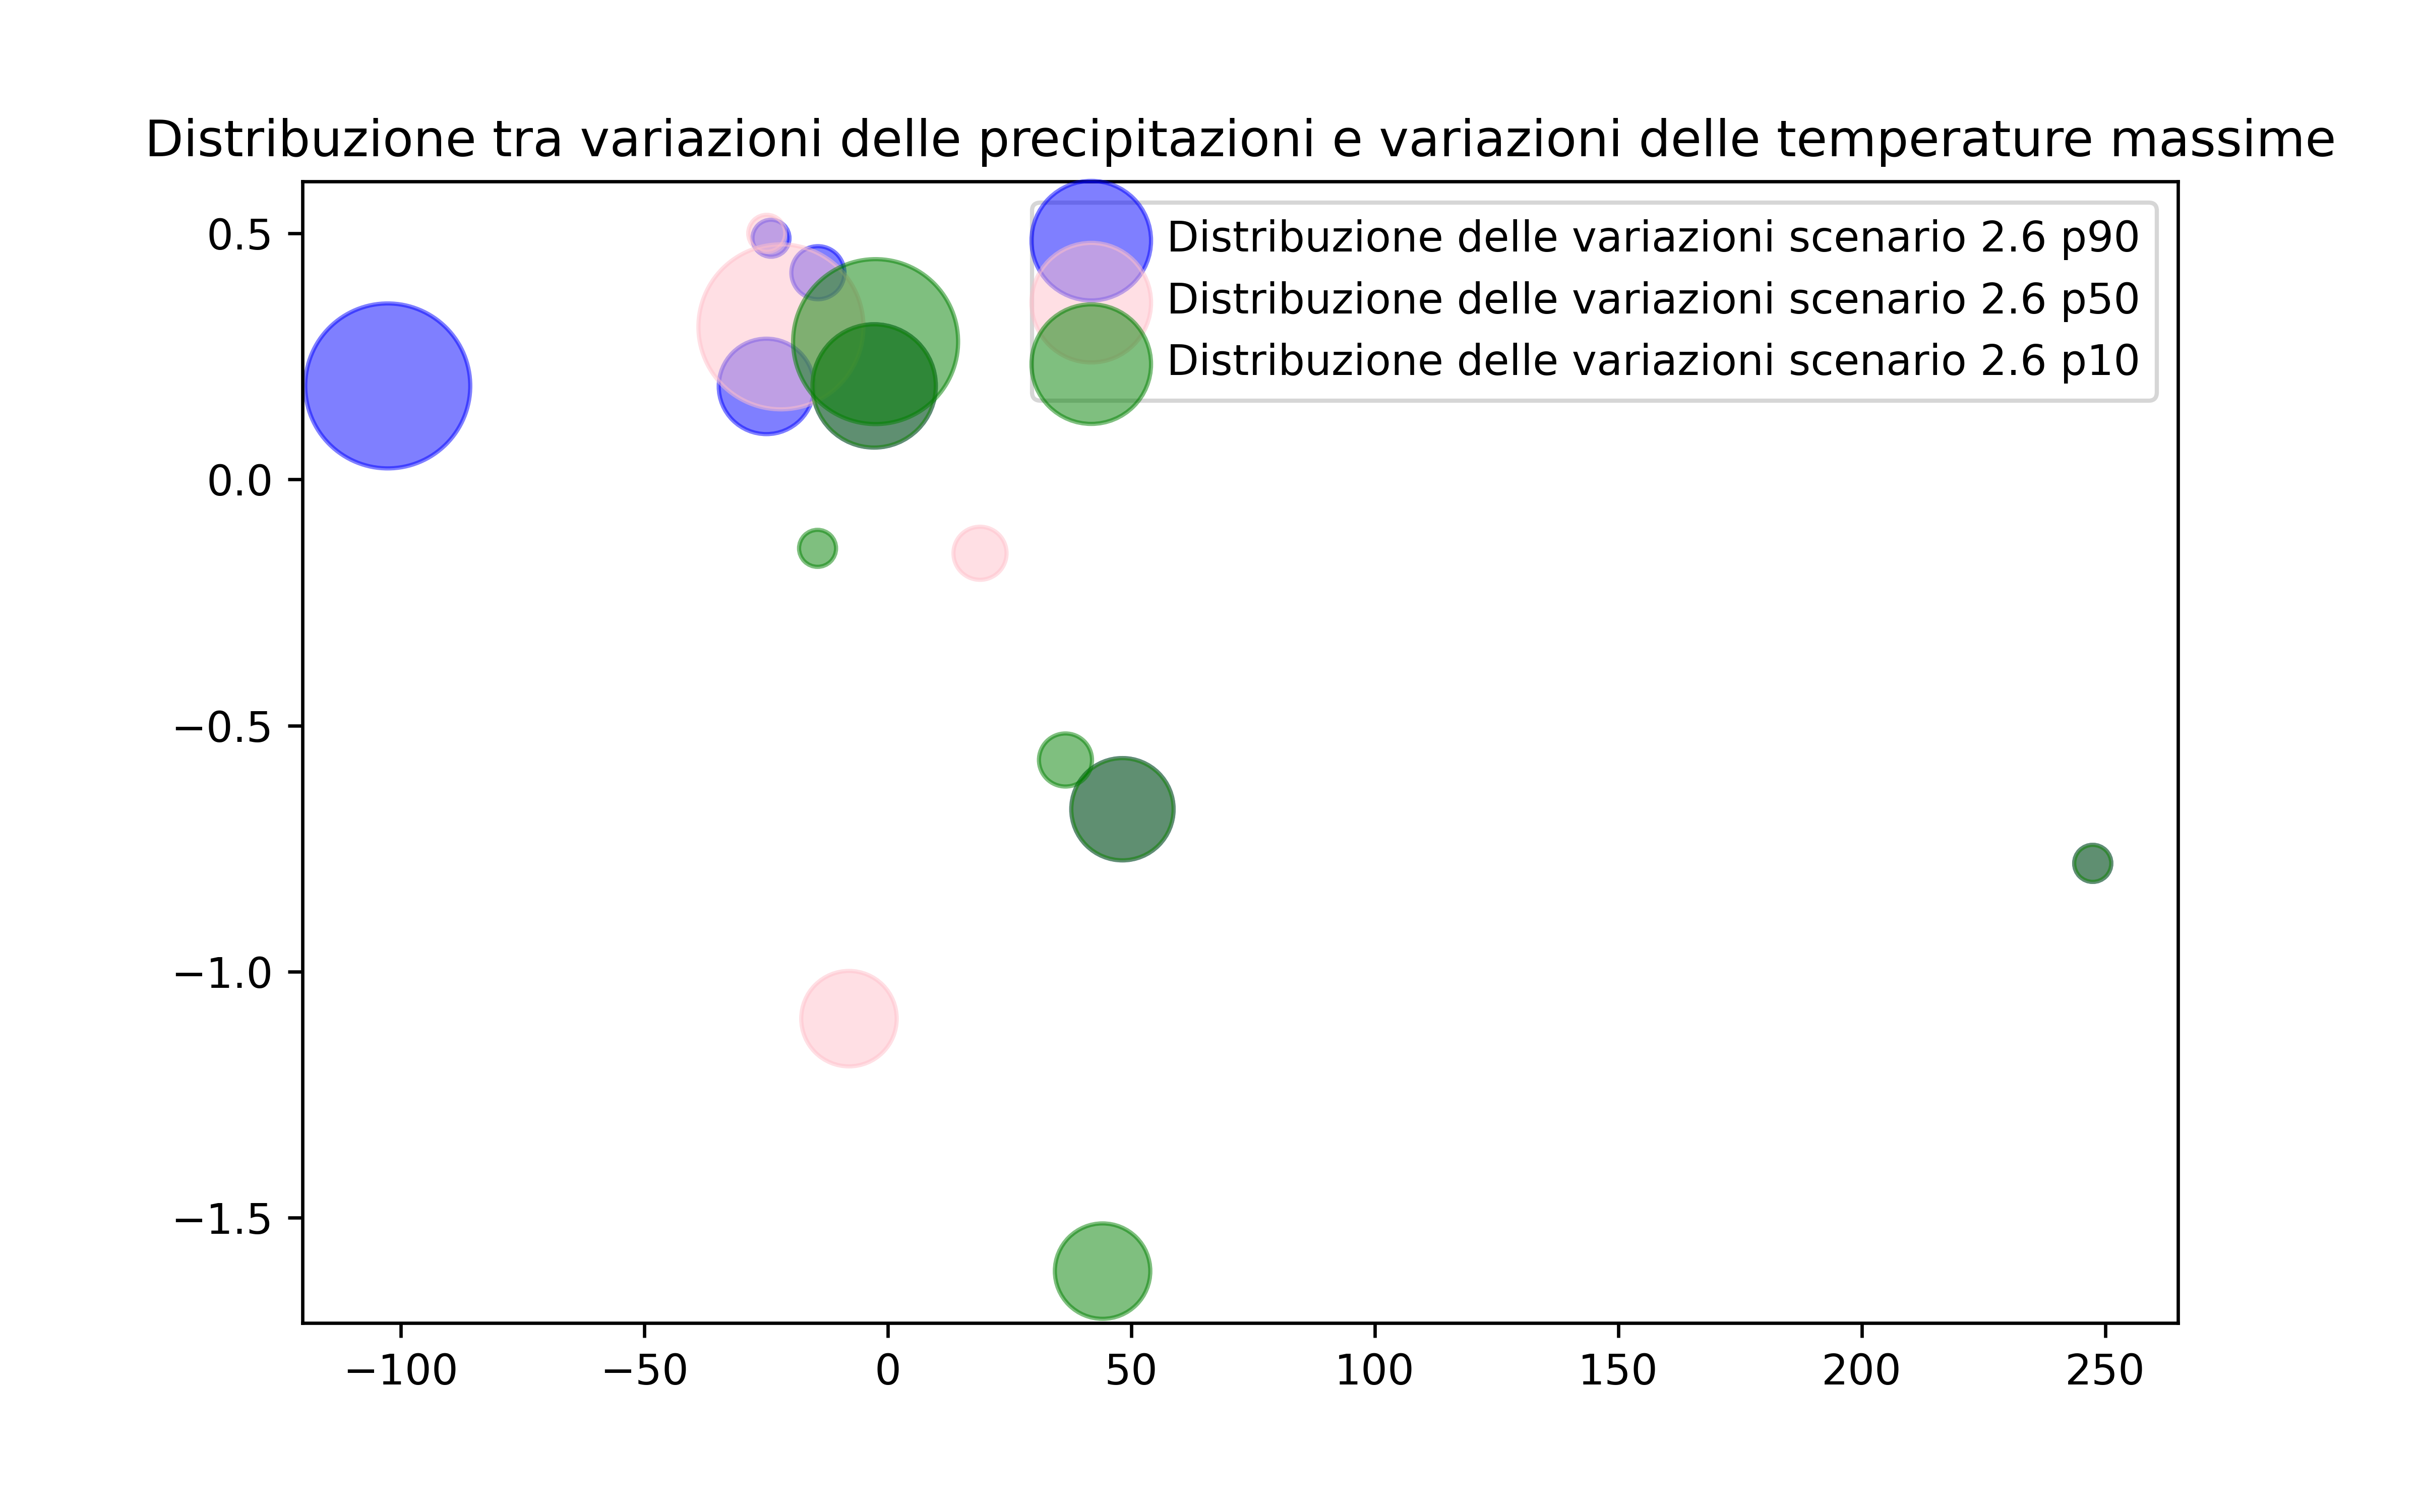 Distribuzione tra variazioni delle precipitazioni e variazioni delle temperature massime
Distribuzione delle variazioni scenario 2.6 p90
Distribuzione delle variazioni scenario 2.6 p50
Distribuzione delle variazioni scenario 2.6 p10
0.5
0.0
−0.5
−1.0
−1.5
−100 −50 0 50 100 150 200 250